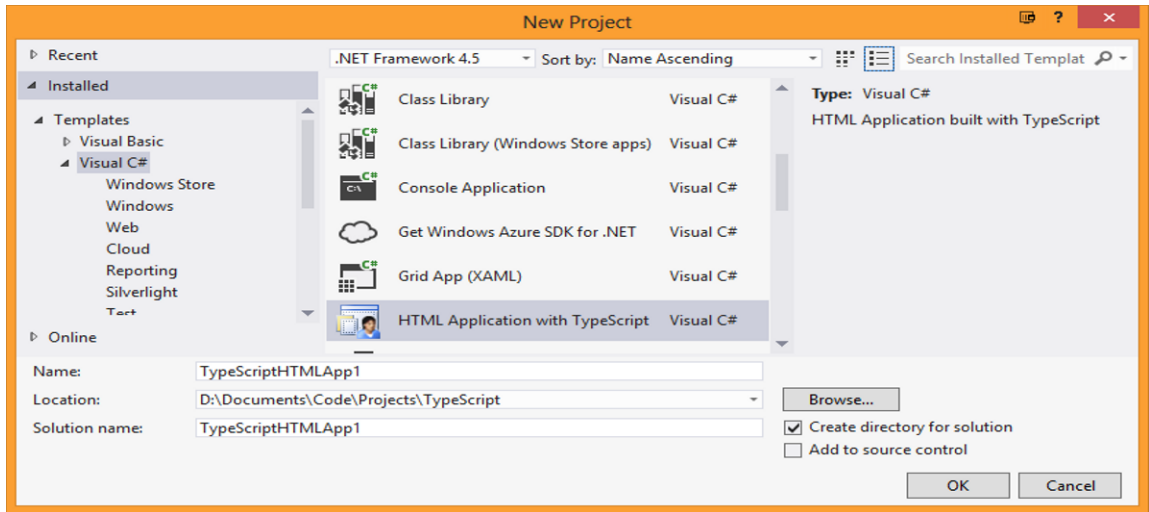 New Project
?
Recent
.NET Framework 4.5
Sort by: Name Ascending
Search Installed Templat
Installed
Templates
Visual Basic
Visual C#
Windows Store
Windows
Web
Cloud
Reporting
Silverlight
Test
Online
C# Class Library Visual C#
C# Class Library (Windows Store apps) Visual C#
C:\ C# Console Application Visual C#
Get Windows Azure SDK for .NET Visual C#
C# Grid App (XAML) Visual C#
HTML Application with TypeScript Visual C#
Type: Visual C#
HTML Application built with TypeScript
Name: TypeScriptHTMLApp1
Location: D:\Documents\Code\Projects\TypeScript
Browse...
Solution name: TypeScriptHTMLApp1
Create directory for solution
Add to source control
OK Cancel